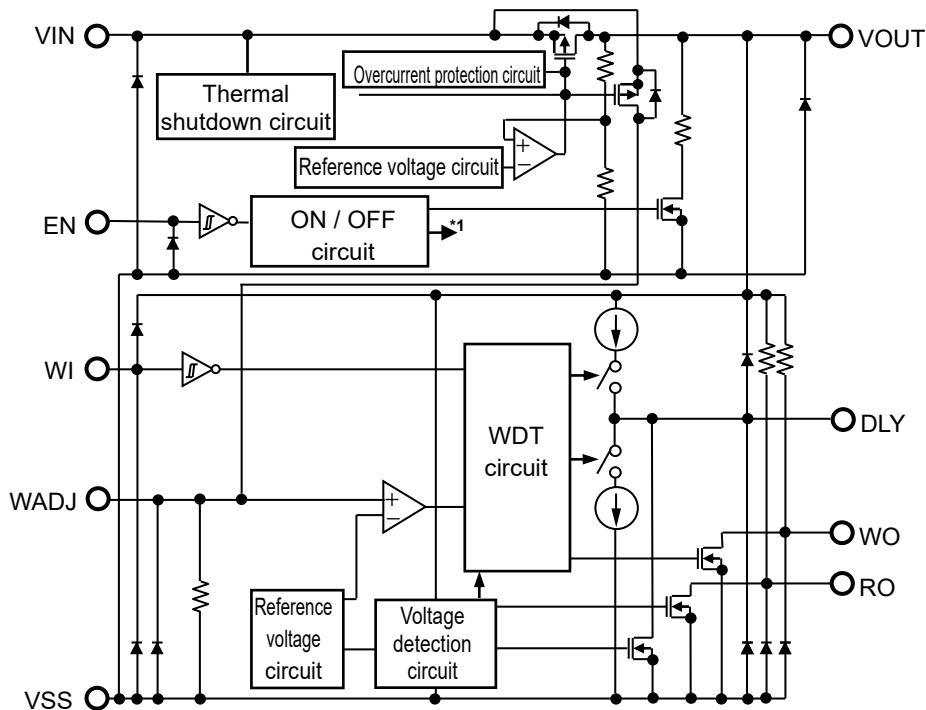 VIN
VOUT
Overcurrent protection circuit
Thermal
shutdown circuit
+
−
Reference voltage circuit
EN
ON / OFF
circuit
*1
WI
WDT
circuit
DLY
WADJ
+
−
WO
RO
Reference
voltage
circuit
Voltage
detection
circuit
VSS